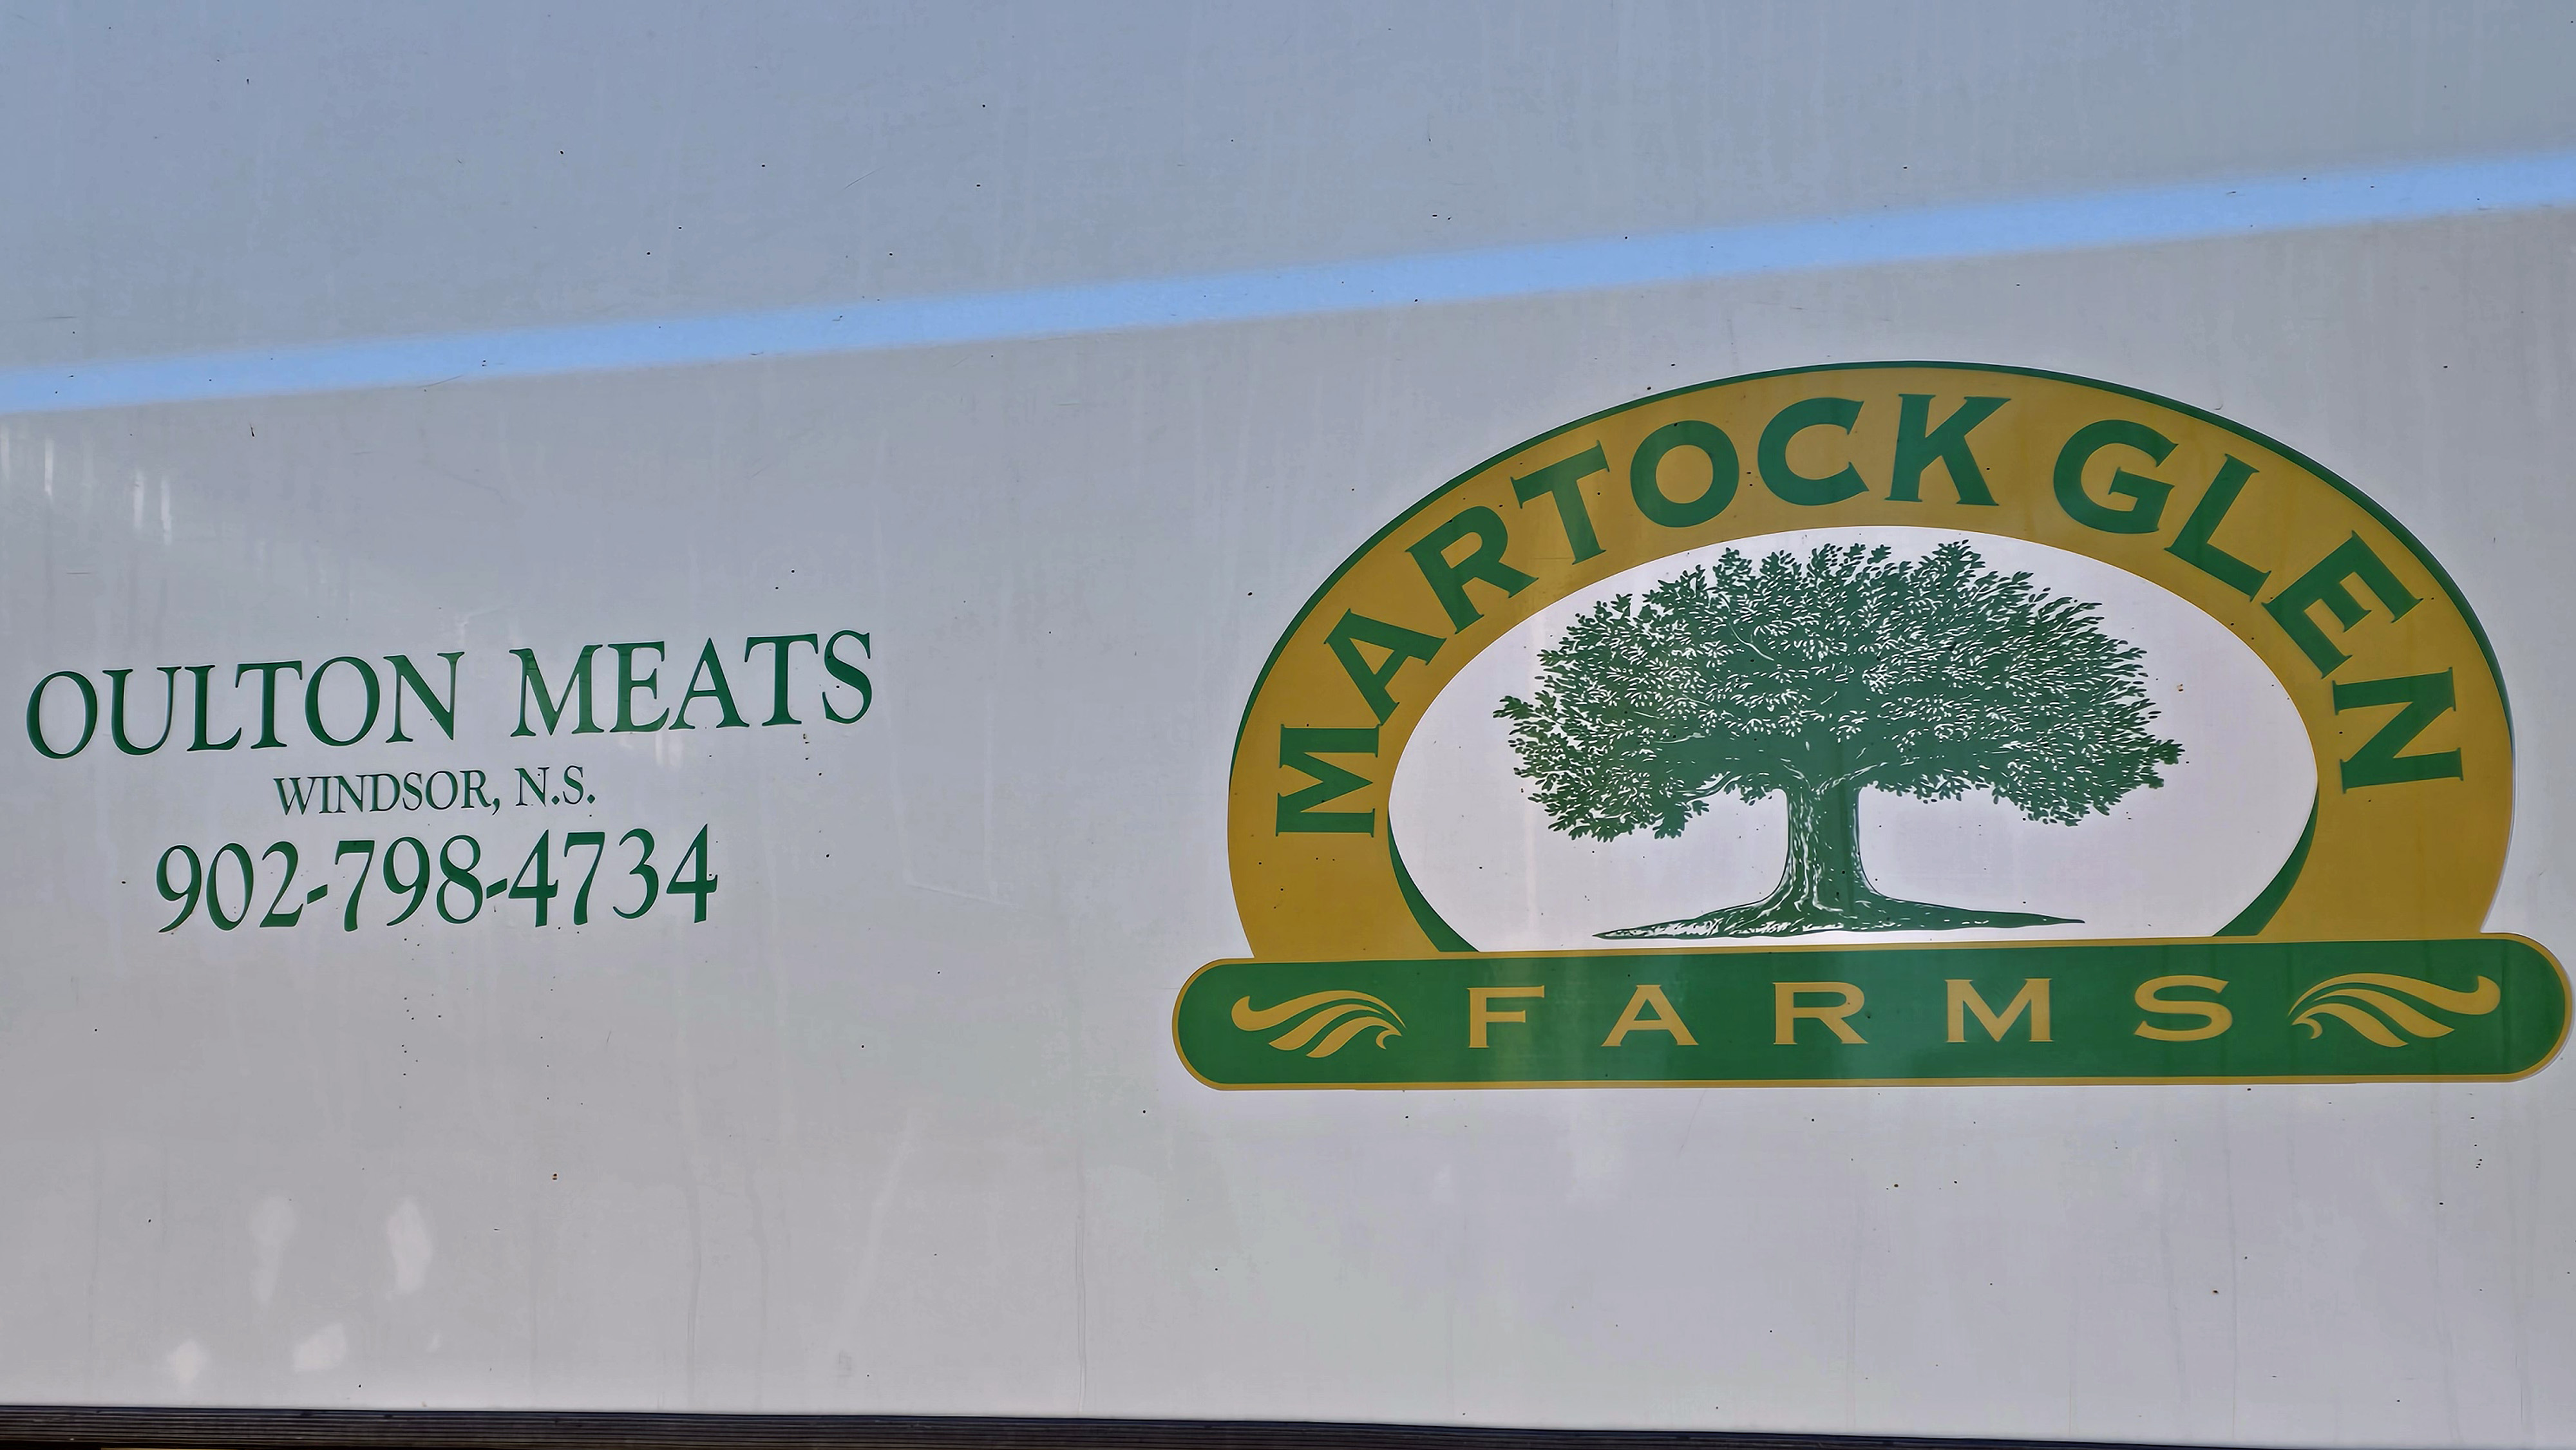 OULTON MEATS
WINDSOR, N.S.
902-798-4734
MARTOCK GLEN
FARMS